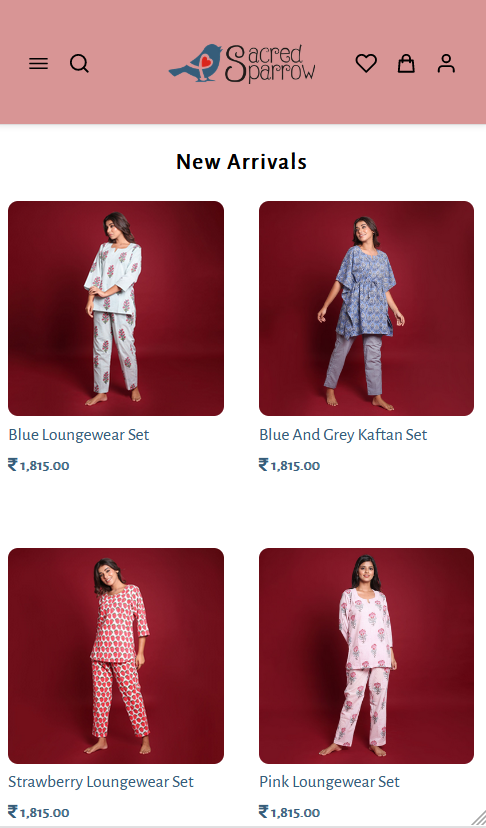 Sacred
Sparrow
New Arrivals
Blue Loungewear Set
Blue And Grey Kaftan Set
₹ 1,815.00
₹ 1,815.00
Strawberry Loungewear Set
Pink Loungewear Set
₹ 1,815.00
₹ 1,815.00